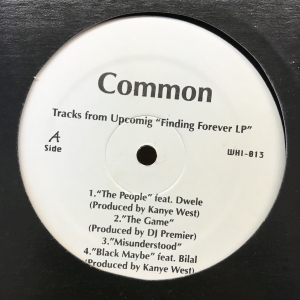 Common
Tracks from Upcomig "Finding Forever LP"
A
Side
WHI-013
1."The People" feat. Dwele
(Produced by Kanye West)
2."The Game"
(Produced by DJ Premier)
3."Misunderstood"
4."Black Maybe" feat. Bilal
(Produced by Kanye West)